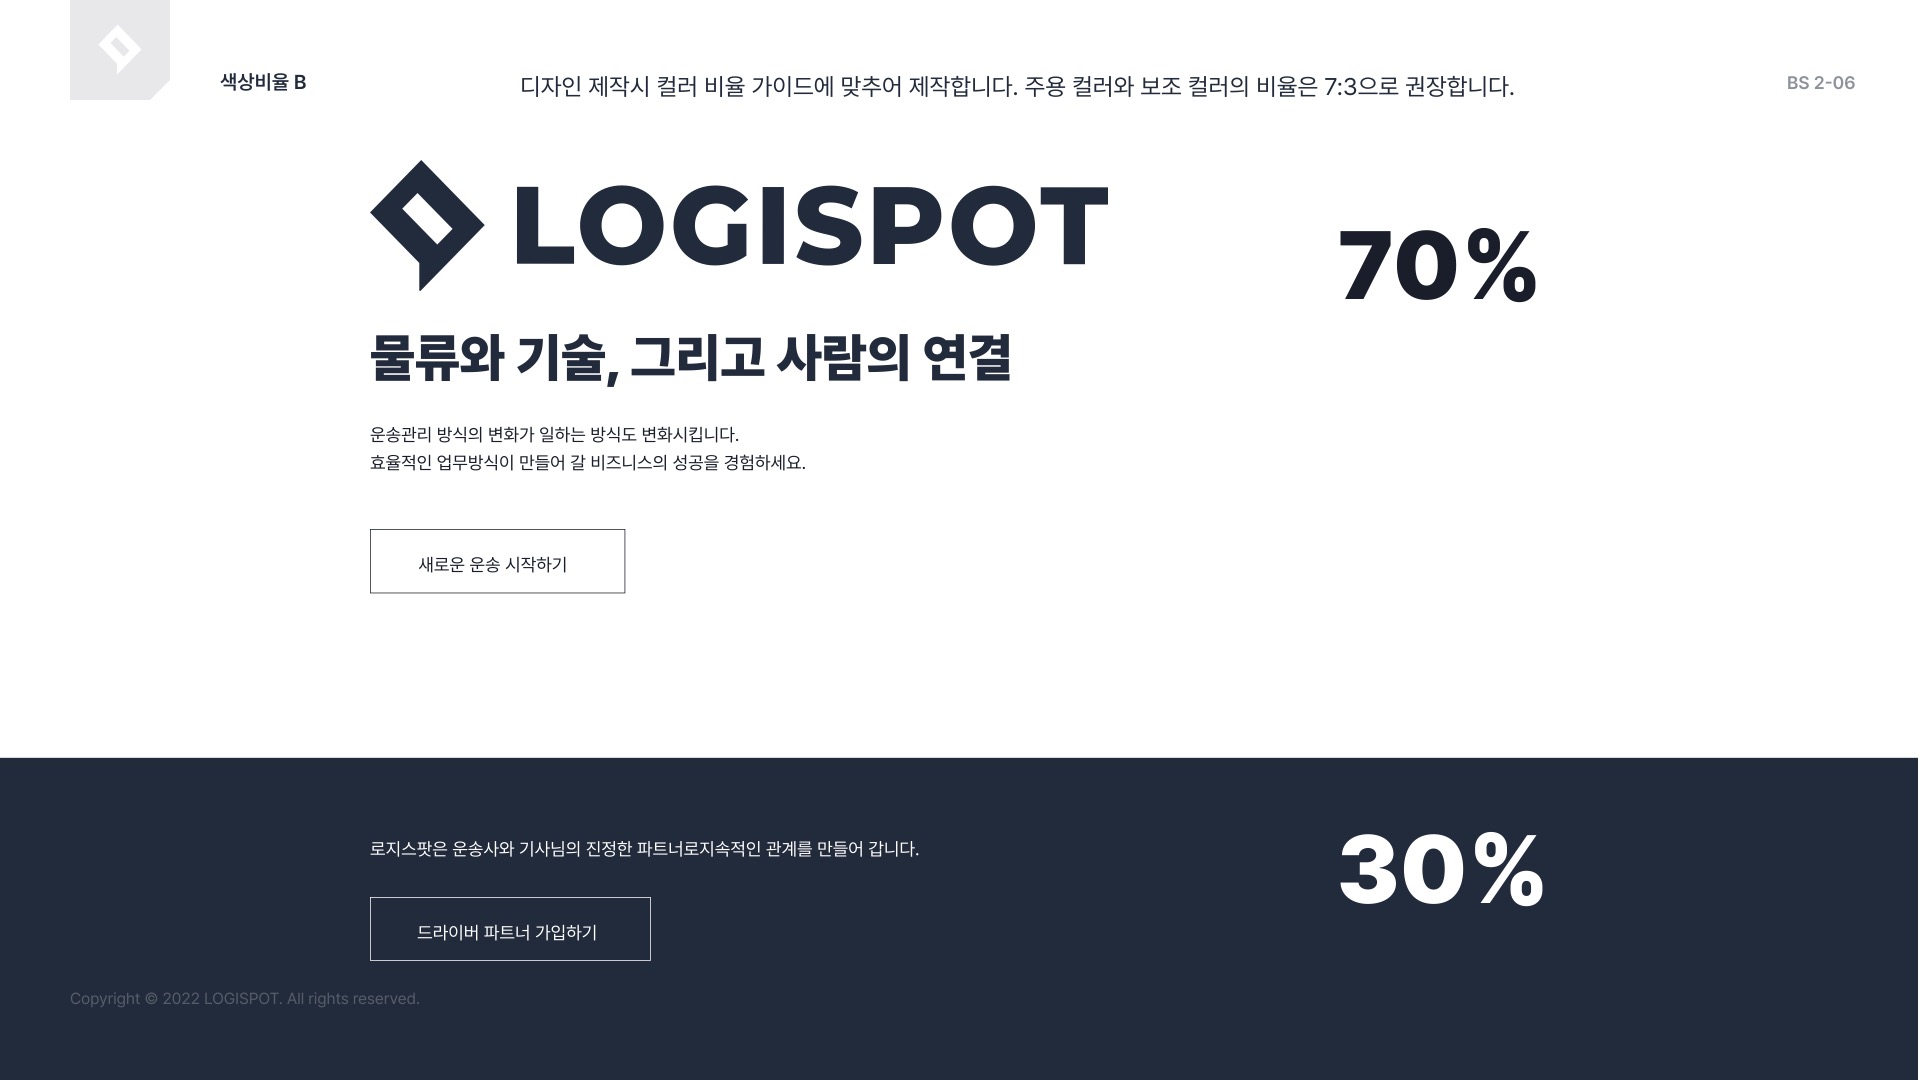 색상비율 B
디자인 제작시 컬러 비율 가이드에 맞추어 제작합니다. 주용 컬러와 보조 컬러의 비율은 7:3으로 권장합니다.
BS 2-06
LOGISPOT
70%
물류와 기술, 그리고 사람의 연결
운송관리 방식의 변화가 일하는 방식도 변화시킵니다.
효율적인 업무방식이 만들어 갈 비즈니스의 성공을 경험하세요.
새로운 운송 시작하기
로지스팟은 운송사와 기사님의 진정한 파트너로지속적인 관계를 만들어 갑니다.
30%
드라이버 파트너 가입하기
Copyright © 2022 LOGISPOT. All rights reserved.